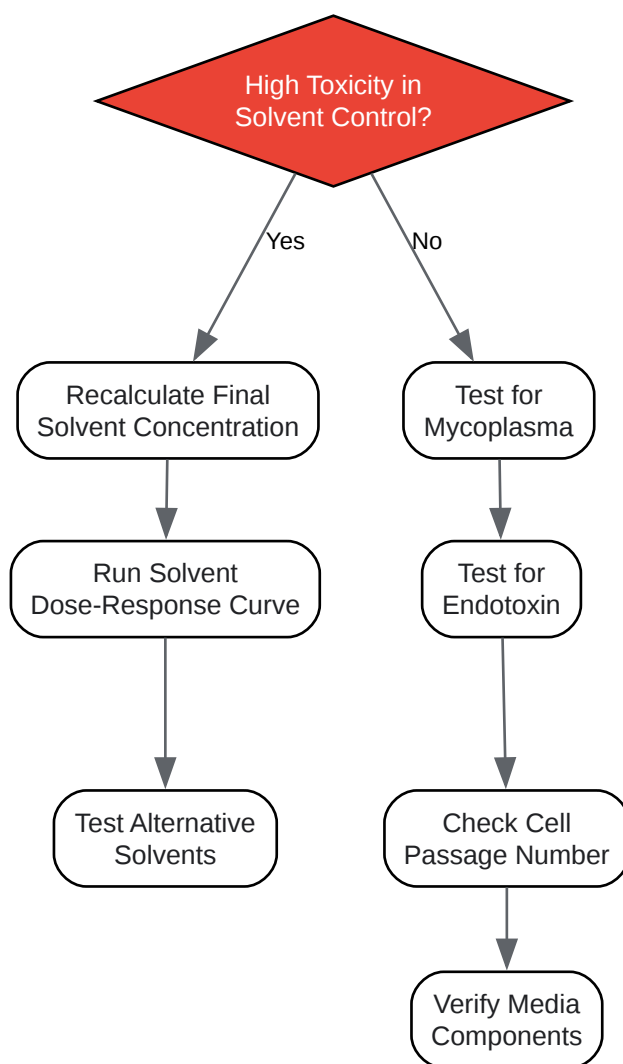 High Toxicity in
Solvent Control?
Yes
No
Recalculate Final
Solvent Concentration
Test for
Mycoplasma
Run Solvent
Dose-Response Curve
Test for
Endotoxin
Test Alternative
Solvents
Check Cell
Passage Number
Verify Media
Components